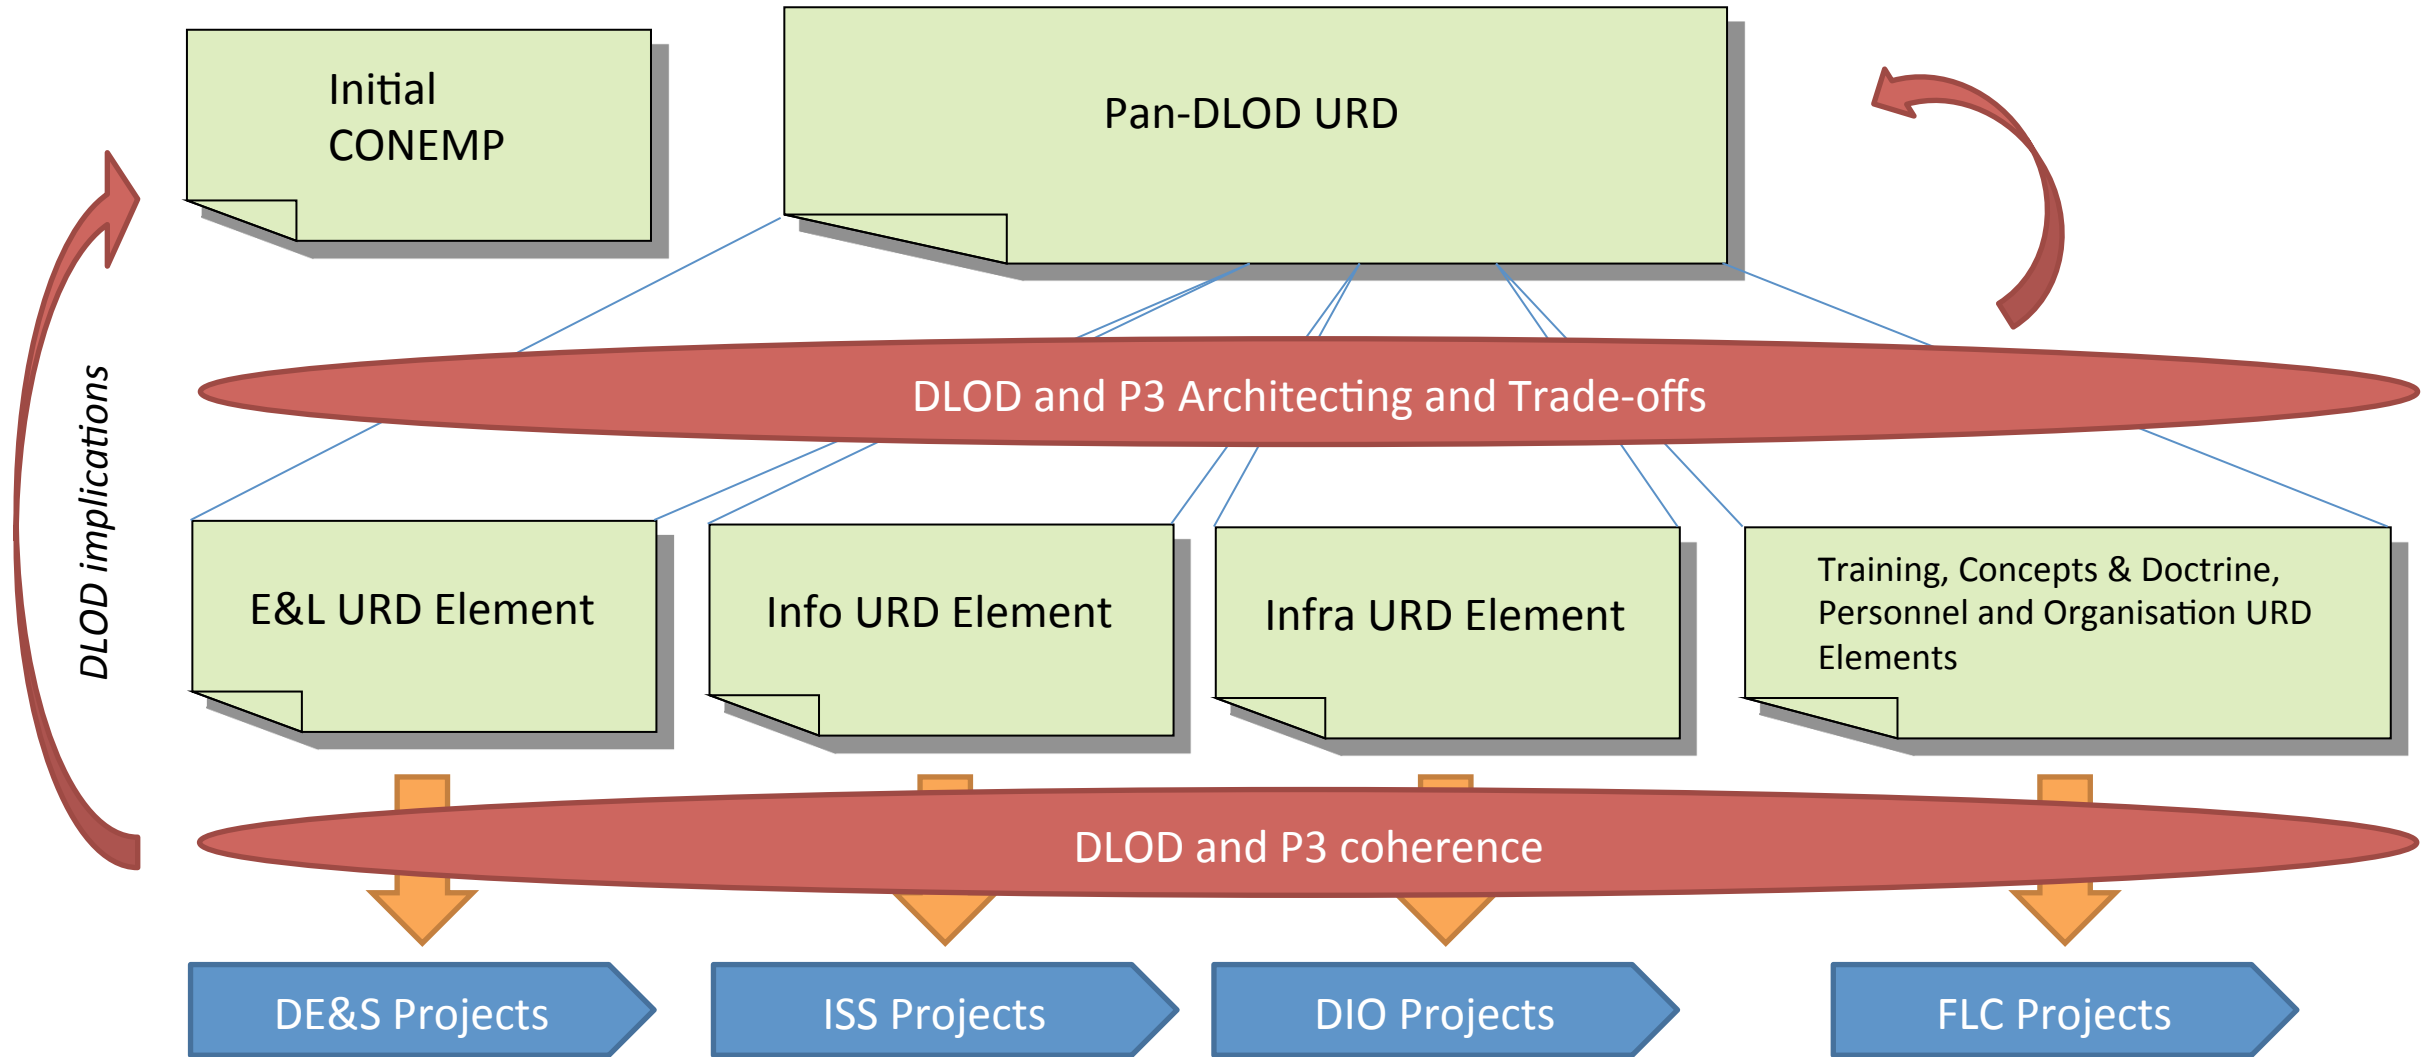 Initial
CONEMP
Pan-DLOD URD
DLOD implications
DLOD and P3 Architecting and Trade-offs
E&L URD Element
Info URD Element
Infra URD Element
Training, Concepts & Doctrine,
Personnel and Organisation URD
Elements
DLOD and P3 coherence
DE&S Projects
ISS Projects
DIO Projects
FLC Projects